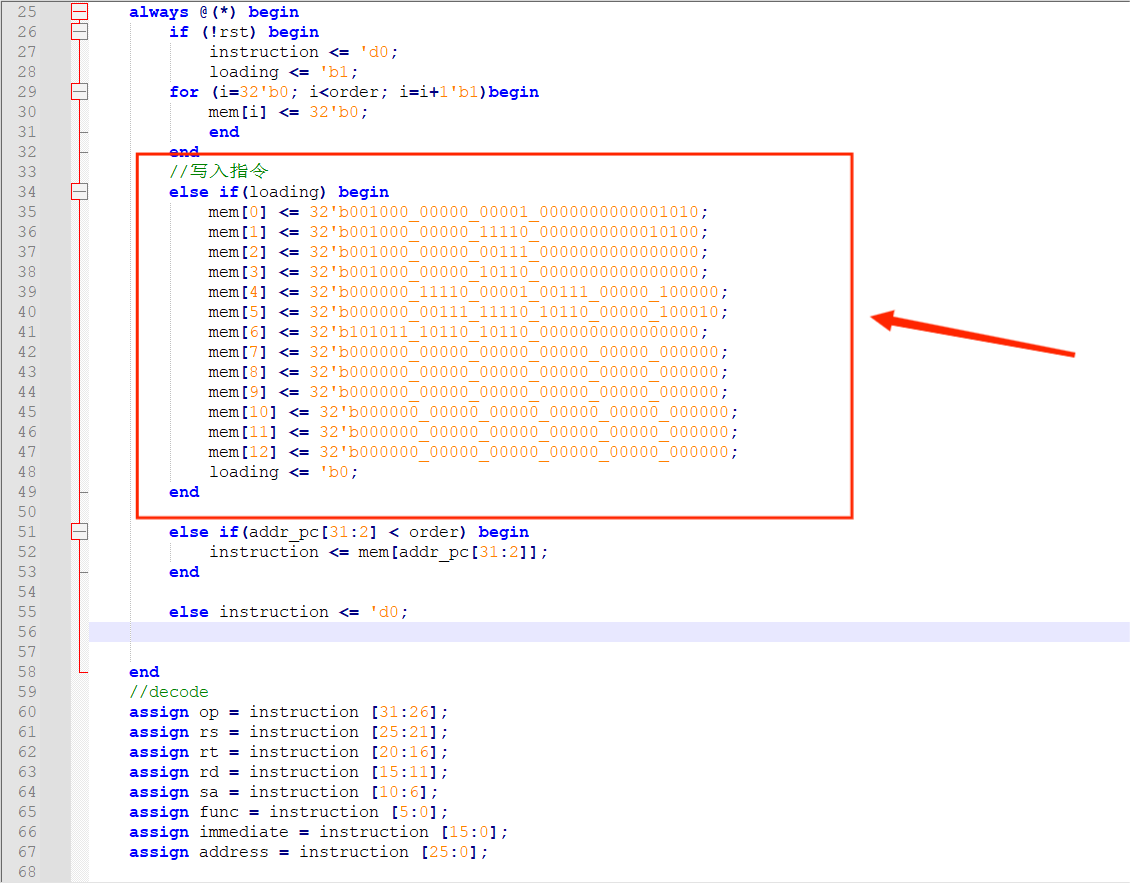 25 always @(*) begin
26 if (!rst) begin
27 instruction <= 'd0;
28 loading <= 'b1;
29 for (i=32'b0; i<order; i=i+1'b1)begin
30 mem[i] <= 32'b0;
31 end
32 end
33 //写入指令
34 else if(loading) begin
35 mem[0] <= 32'b001000_00000_00001_0000000000001010;
36 mem[1] <= 32'b001000_00000_11110_0000000000010100;
37 mem[2] <= 32'b001000_00000_00111_0000000000000000;
38 mem[3] <= 32'b001000_00000_10110_0000000000000000;
39 mem[4] <= 32'b000000_11110_00001_00111_00000_100000;
40 mem[5] <= 32'b000000_00111_11110_10110_00000_100010;
41 mem[6] <= 32'b101011_10110_10110_0000000000000000;
42 mem[7] <= 32'b000000_00000_00000_00000_00000_000000;
43 mem[8] <= 32'b000000_00000_00000_00000_00000_000000;
44 mem[9] <= 32'b000000_00000_00000_00000_00000_000000;
45 mem[10] <= 32'b000000_00000_00000_00000_00000_000000;
46 mem[11] <= 32'b000000_00000_00000_00000_00000_000000;
47 mem[12] <= 32'b000000_00000_00000_00000_00000_000000;
48 loading <= 'b0;
49 end
50
51 else if(addr_pc[31:2] < order) begin
52 instruction <= mem[addr_pc[31:2]];
53 end
54
55 else instruction <= 'd0;
56
57
58 end
59 //decode
60 assign op = instruction [31:26];
61 assign rs = instruction [25:21];
62 assign rt = instruction [20:16];
63 assign rd = instruction [15:11];
64 assign sa = instruction [10:6];
65 assign func = instruction [5:0];
66 assign immediate = instruction [15:0];
67 assign address = instruction [25:0];
68